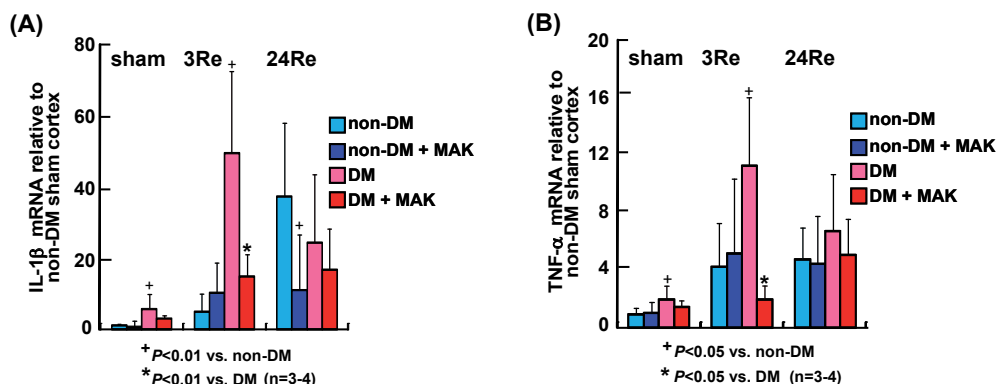 (A)
IL-1β mRNA relative to
non-DM sham cortex
80
60
40
20
0
sham 3Re 24Re
+
+
*
+
non-DM
non-DM + MAK
DM
DM + MAK
+ P<0.01 vs. non-DM
* P<0.01 vs. DM (n=3-4)
(B)
TNF-α mRNA relative to
non-DM sham cortex
20
16
12
8
4
0
sham 3Re 24Re
+
+
*
non-DM
non-DM + MAK
DM
DM + MAK
+ P<0.05 vs. non-DM
* P<0.05 vs. DM (n=3-4)